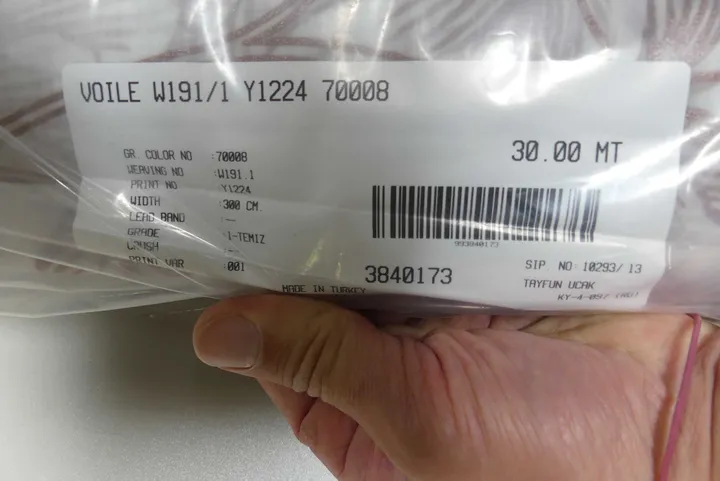 VOILE W191/1 Y1224 70008
30.00 MT
GR. COLOR NO :70008
WEAVING NO :W191.1
PRINT NO :Y1224
WIDTH :300 CM.
LEAD BAND :--
GRADE :1-TEMIZ
CRUSH :--
PRINT VAR :001
993840173
3840173
SIP. NO: 10293/ 13
TAYFUN UCAK
MADE IN TURKEY